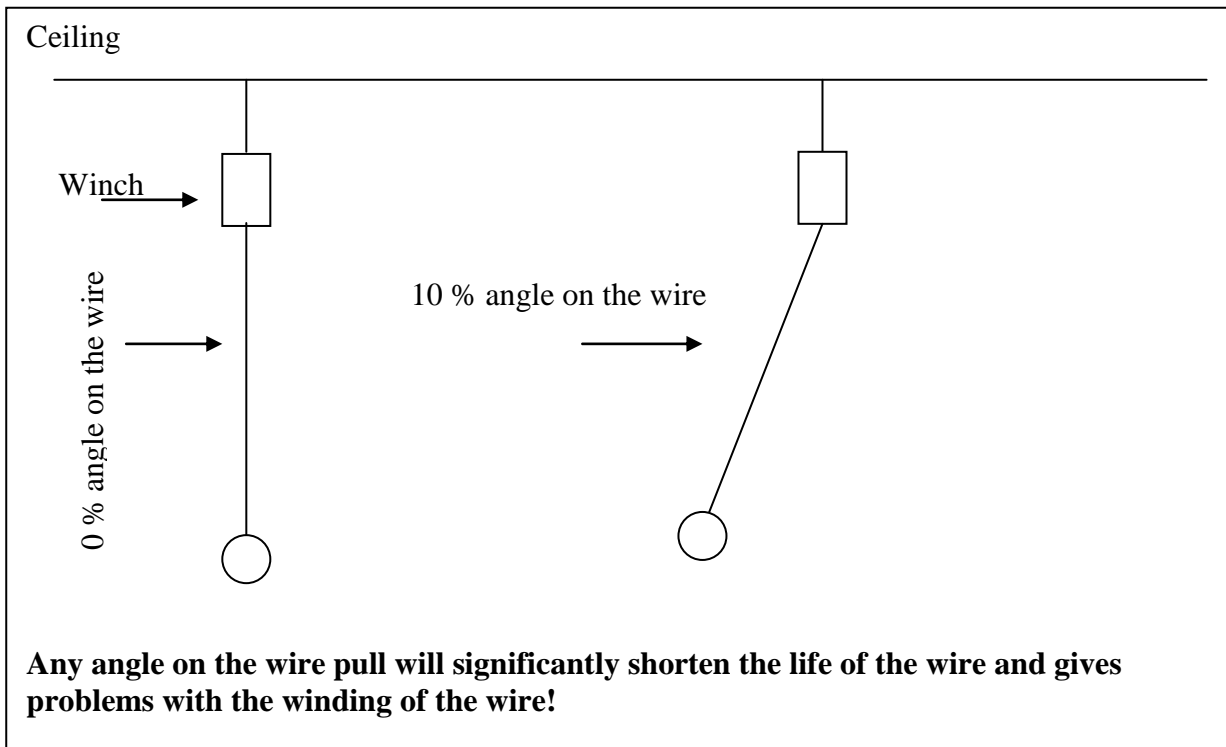 Ceiling
Winch
0 % angle on the wire
10 % angle on the wire
Any angle on the wire pull will significantly shorten the life of the wire and gives
problems with the winding of the wire!